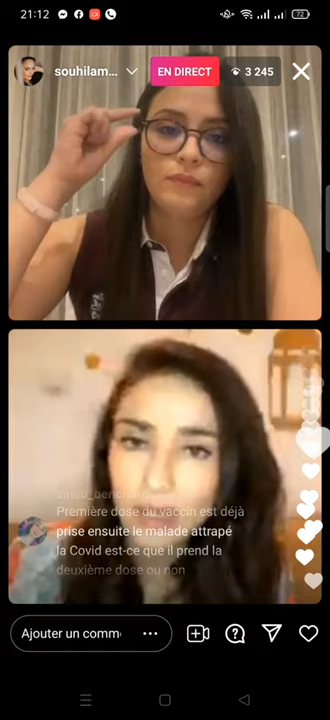 21:12
72
souhilam...
EN DIRECT
3 245
Première dose du vaccin est déjà
prise ensuite le malade attrapé
la Covid est-ce que il prend la
deuxième dose ou non
Ajouter un comm